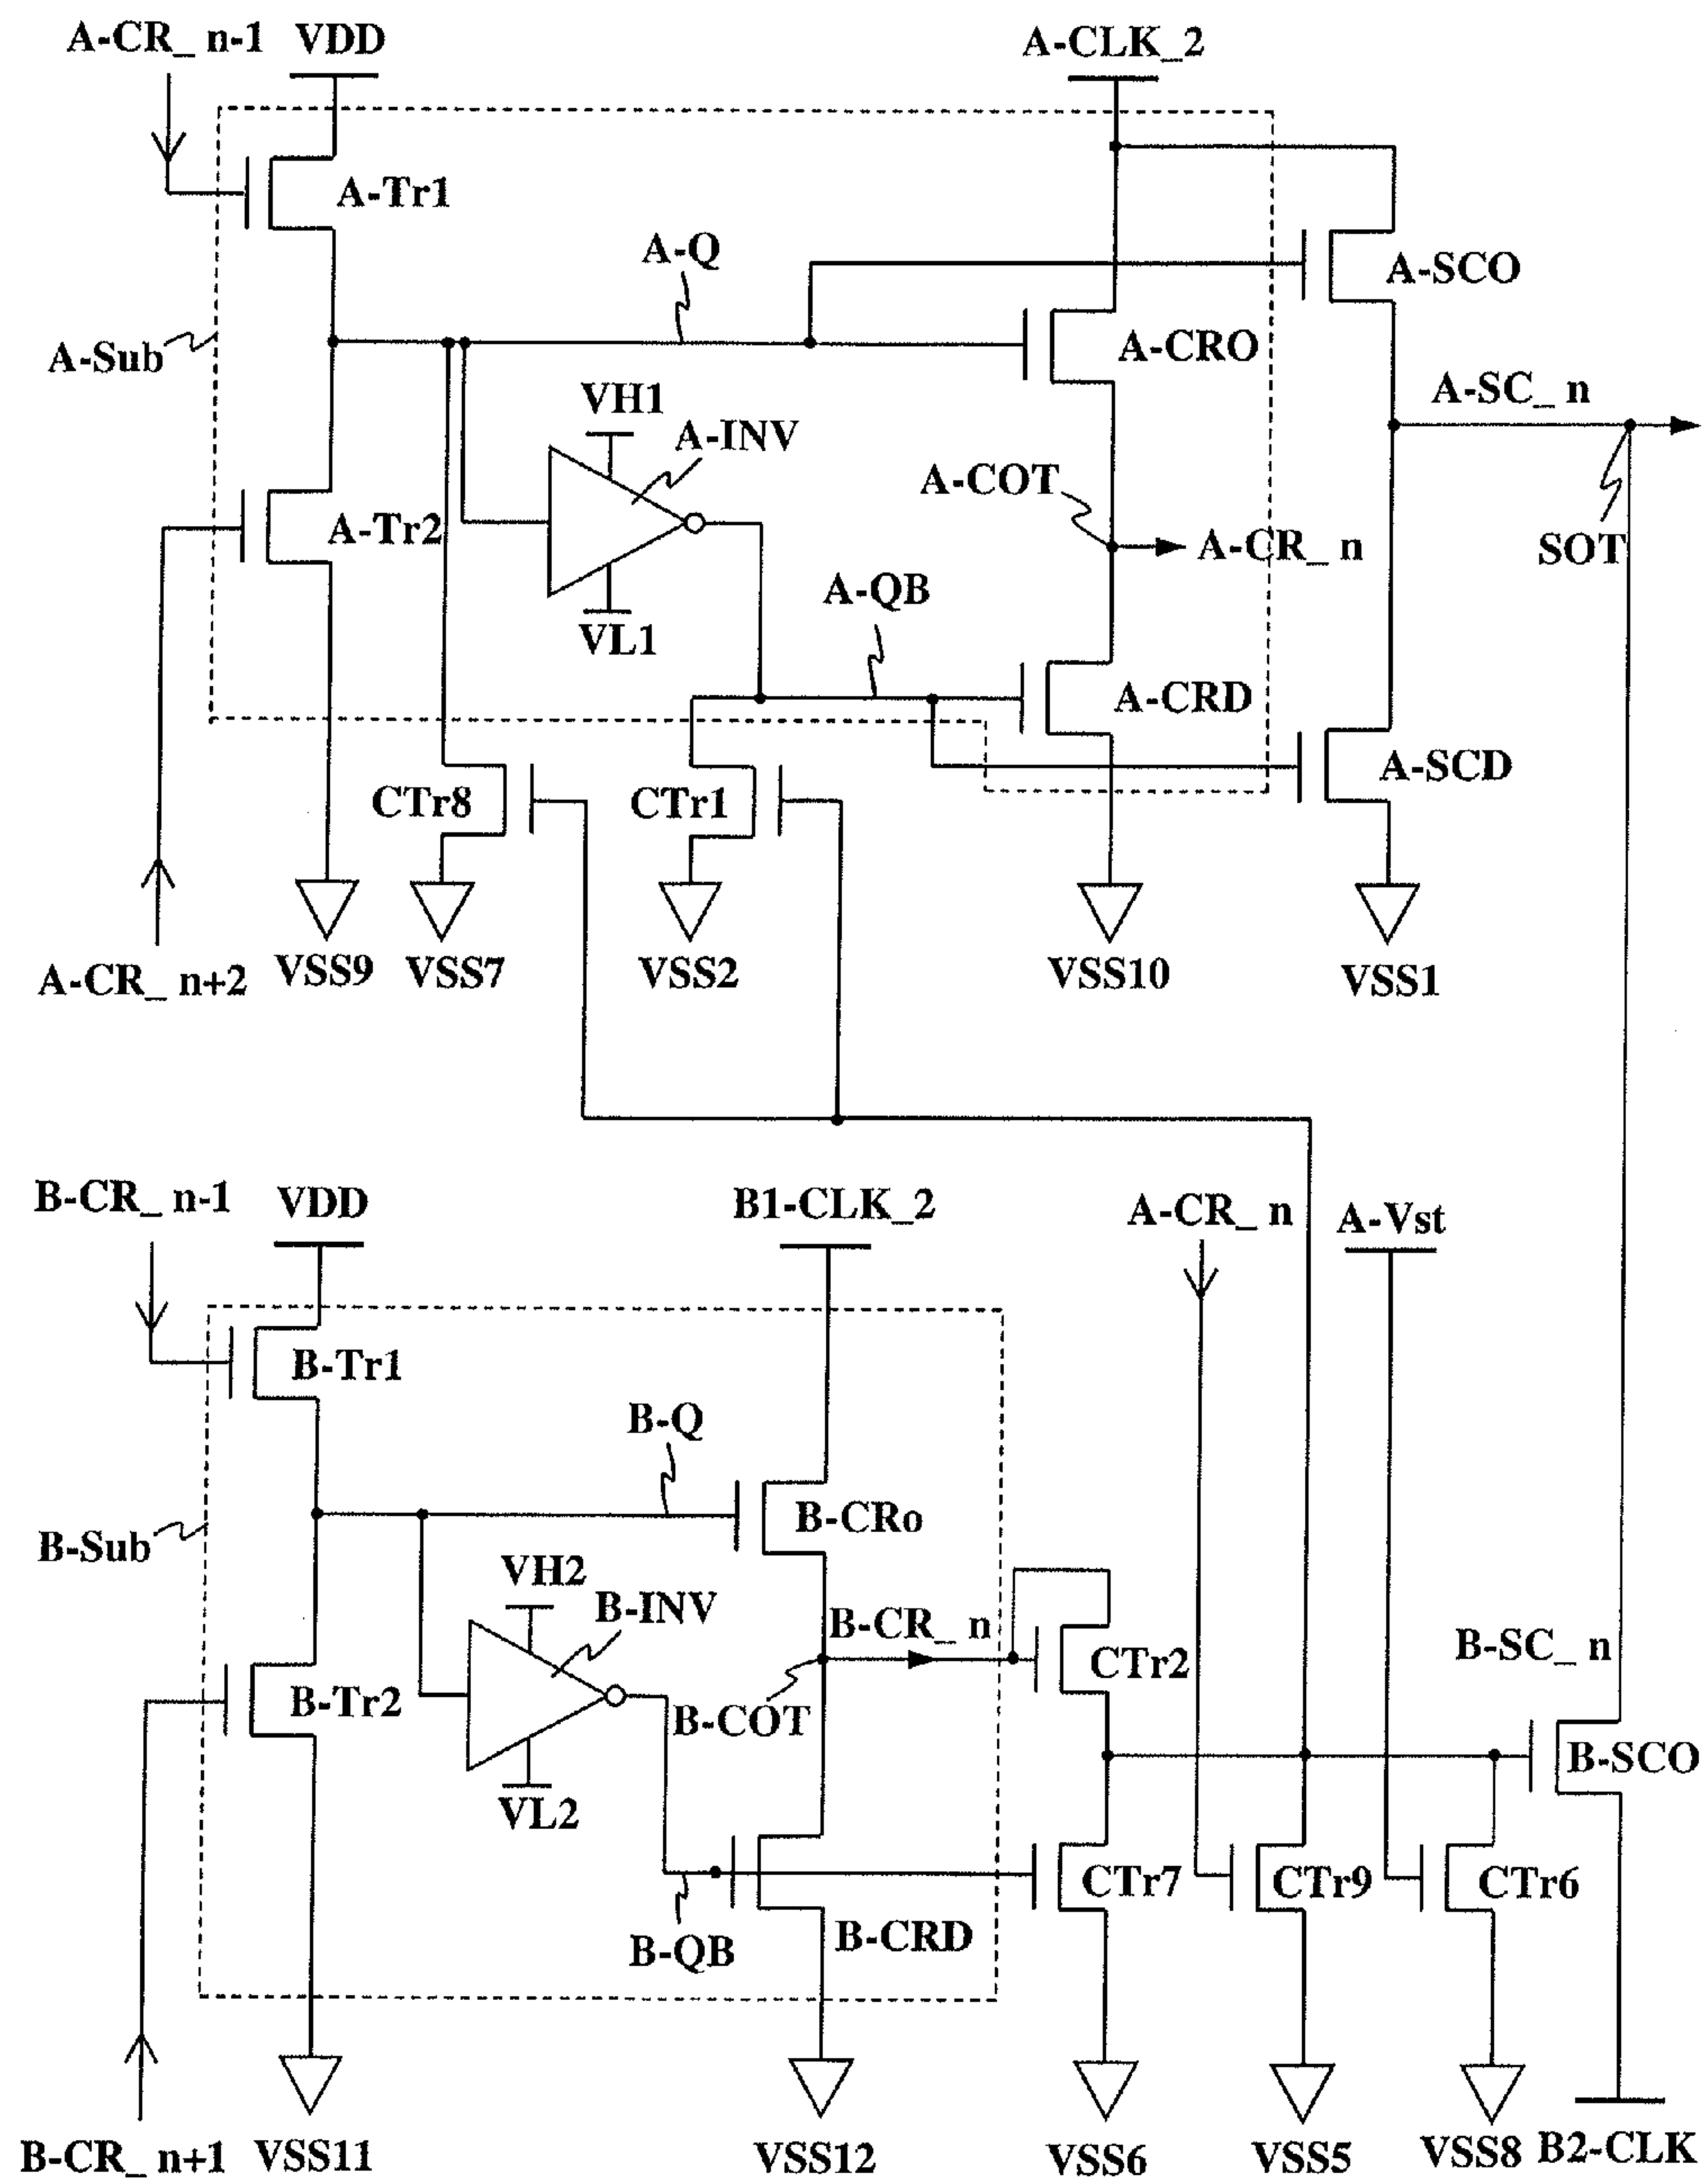 A-CR_ n-1
VDD
A-CLK_2
A-Tr1
A-Q
A-SCO
A-Sub
A-CRO
VH1
A-INV
A-SC_ n
A-COT
A-Tr2
A-CR_ n
SOT
A-QB
VL1
A-CRD
A-SCD
CTr8
CTr1
A-CR_ n+2
VSS9
VSS7
VSS2
VSS10
VSS1
B-CR_ n-1
VDD
B1-CLK_2
A-CR_ n
A-Vst
B-Tr1
B-Q
B-CRo
B-Sub
VH2
B-INV
B-CR_ n
CTr2
B-SC_ n
B-Tr2
B-COT
B-SCO
VL2
CTr7
CTr9
CTr6
B-QB
B-CRD
B-CR_ n+1
VSS11
VSS12
VSS6
VSS5
VSS8
B2-CLK